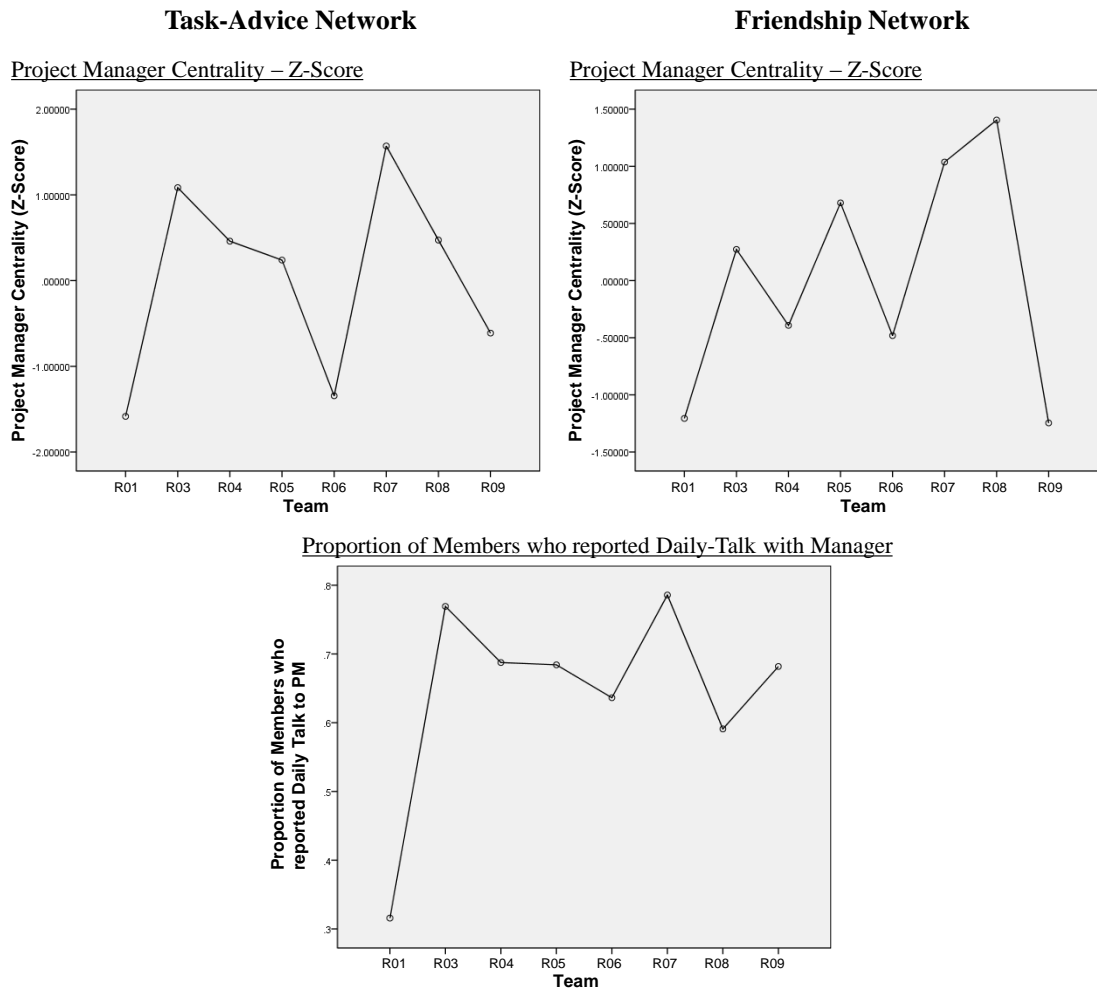 Task-Advice Network
Friendship Network
Project Manager Centrality – Z-Score
Project Manager Centrality – Z-Score
Project Manager Centrality (Z-Score)
2.00000
1.00000
.00000
-1.00000
-2.00000
R01 R03 R04 R05 R06 R07 R08 R09
Team
Project Manager Centrality (Z-Score)
1.50000
1.00000
.50000
.00000
-.50000
-1.00000
-1.50000
R01 R03 R04 R05 R06 R07 R08 R09
Team
Proportion of Members who reported Daily-Talk with Manager
Proportion of Members who
reported Daily Talk to PM
.8
.7
.6
.5
.4
.3
R01 R03 R04 R05 R06 R07 R08 R09
Team